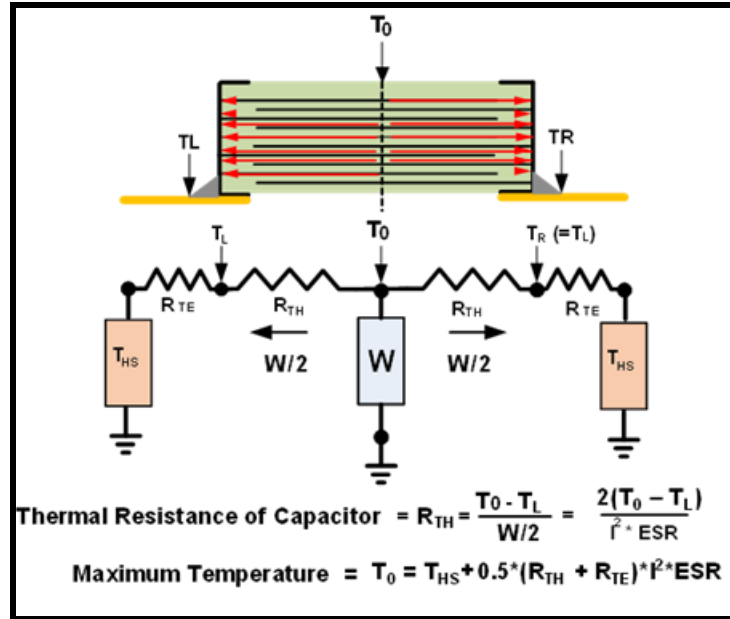 T0
TL
TR
TL
T0
TR (=TL)
RTE
RTH
RTH
RTE
THS
W/2
W
W/2
THS
Thermal Resistance of Capacitor = RTH = T0 - TL / W/2 = 2(T0 – TL) / I² * ESR
Maximum Temperature = T0 = THS + 0.5*(RTH + RTE)*I²*ESR